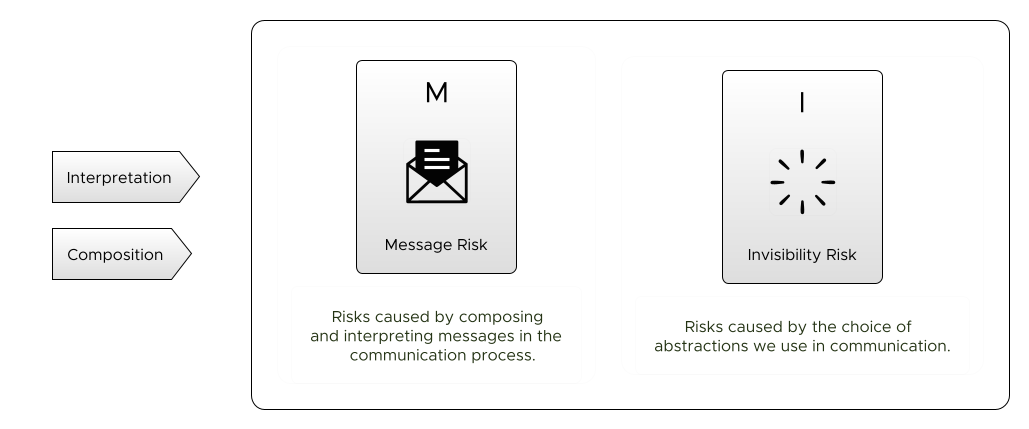 Interpretation
Composition
M
Message Risk
Risks caused by composing
and interpreting messages in the
communication process.
I
Invisibility Risk
Risks caused by the choice of
abstractions we use in communication.